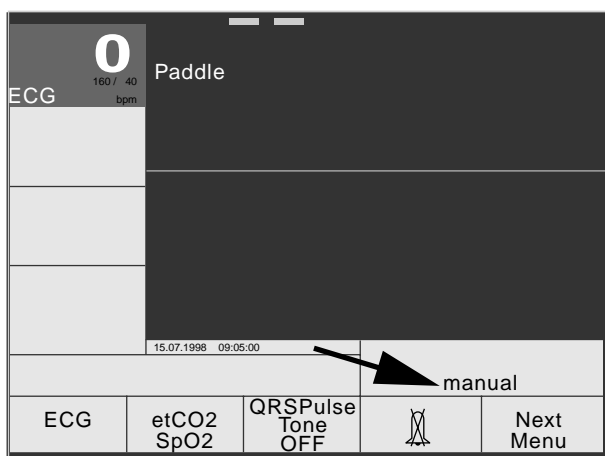 0
160 / 40
ECG bpm
Paddle
15.07.1998 09:05:00
manual
ECG
etCO2
SpO2
QRSPulse
Tone
OFF
Next
Menu